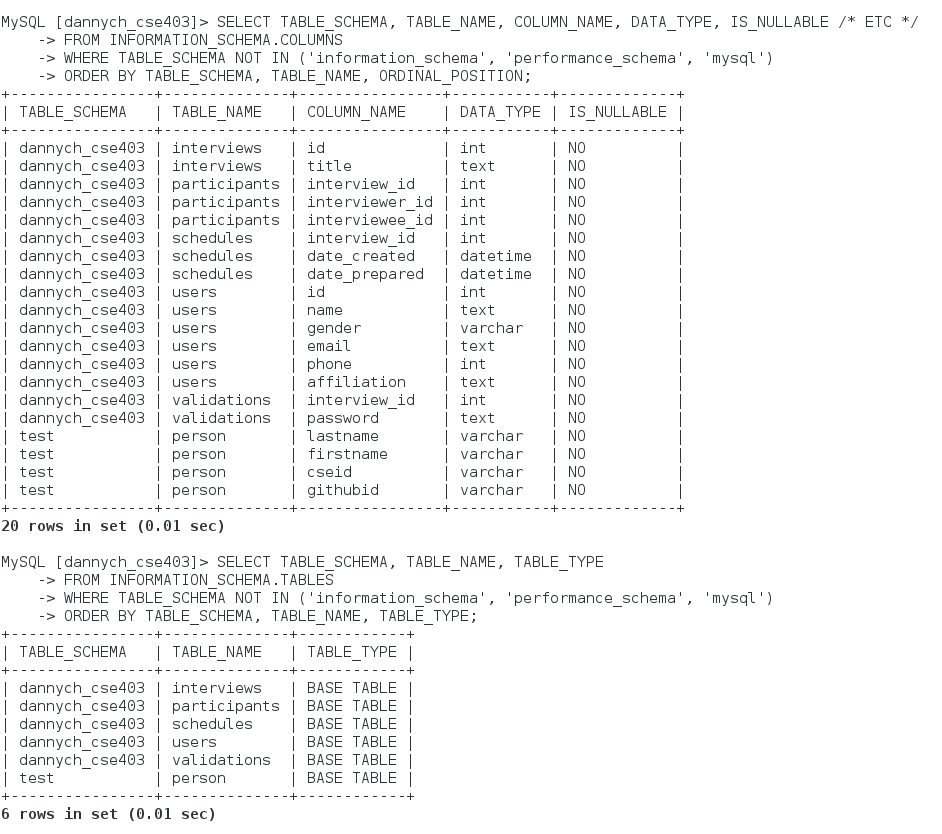 MySQL [dannych_cse403]> SELECT TABLE_SCHEMA, TABLE_NAME, COLUMN_NAME, DATA_TYPE, IS_NULLABLE /* ETC */
    -> FROM INFORMATION_SCHEMA.COLUMNS
    -> WHERE TABLE_SCHEMA NOT IN ('information_schema', 'performance_schema', 'mysql')
    -> ORDER BY TABLE_SCHEMA, TABLE_NAME, ORDINAL_POSITION;
+----------------+--------------+----------------+-----------+-------------+
| TABLE_SCHEMA   | TABLE_NAME   | COLUMN_NAME    | DATA_TYPE | IS_NULLABLE |
+----------------+--------------+----------------+-----------+-------------+
| dannych_cse403 | interviews   | id             | int       | NO          |
| dannych_cse403 | interviews   | title          | text      | NO          |
| dannych_cse403 | participants | interview_id   | int       | NO          |
| dannych_cse403 | participants | interviewer_id | int       | NO          |
| dannych_cse403 | participants | interviewee_id | int       | NO          |
| dannych_cse403 | schedules    | interview_id   | int       | NO          |
| dannych_cse403 | schedules    | date_created   | datetime  | NO          |
| dannych_cse403 | schedules    | date_prepared  | datetime  | NO          |
| dannych_cse403 | users        | id             | int       | NO          |
| dannych_cse403 | users        | name           | text      | NO          |
| dannych_cse403 | users        | gender         | varchar   | NO          |
| dannych_cse403 | users        | email          | text      | NO          |
| dannych_cse403 | users        | phone          | int       | NO          |
| dannych_cse403 | users        | affiliation    | text      | NO          |
| dannych_cse403 | validations  | interview_id   | int       | NO          |
| dannych_cse403 | validations  | password       | text      | NO          |
| test           | person       | lastname       | varchar   | NO          |
| test           | person       | firstname      | varchar   | NO          |
| test           | person       | cseid          | varchar   | NO          |
| test           | person       | githubid       | varchar   | NO          |
+----------------+--------------+----------------+-----------+-------------+
20 rows in set (0.01 sec)

MySQL [dannych_cse403]> SELECT TABLE_SCHEMA, TABLE_NAME, TABLE_TYPE
    -> FROM INFORMATION_SCHEMA.TABLES
    -> WHERE TABLE_SCHEMA NOT IN ('information_schema', 'performance_schema', 'mysql')
    -> ORDER BY TABLE_SCHEMA, TABLE_NAME, TABLE_TYPE;
+----------------+--------------+------------+
| TABLE_SCHEMA   | TABLE_NAME   | TABLE_TYPE |
+----------------+--------------+------------+
| dannych_cse403 | interviews   | BASE TABLE |
| dannych_cse403 | participants | BASE TABLE |
| dannych_cse403 | schedules    | BASE TABLE |
| dannych_cse403 | users        | BASE TABLE |
| dannych_cse403 | validations  | BASE TABLE |
| test           | person       | BASE TABLE |
+----------------+--------------+------------+
6 rows in set (0.01 sec)